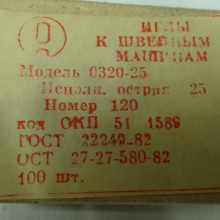 ИГЛЫ
К ШВЕЙНЫМ
МАШИНАМ
Модель 0320-25
Исполн. острия 25
Номер 120
код ОКП 51 1586
ГОСТ 22249-82
ОСТ 27-27-580-82
100 шт.